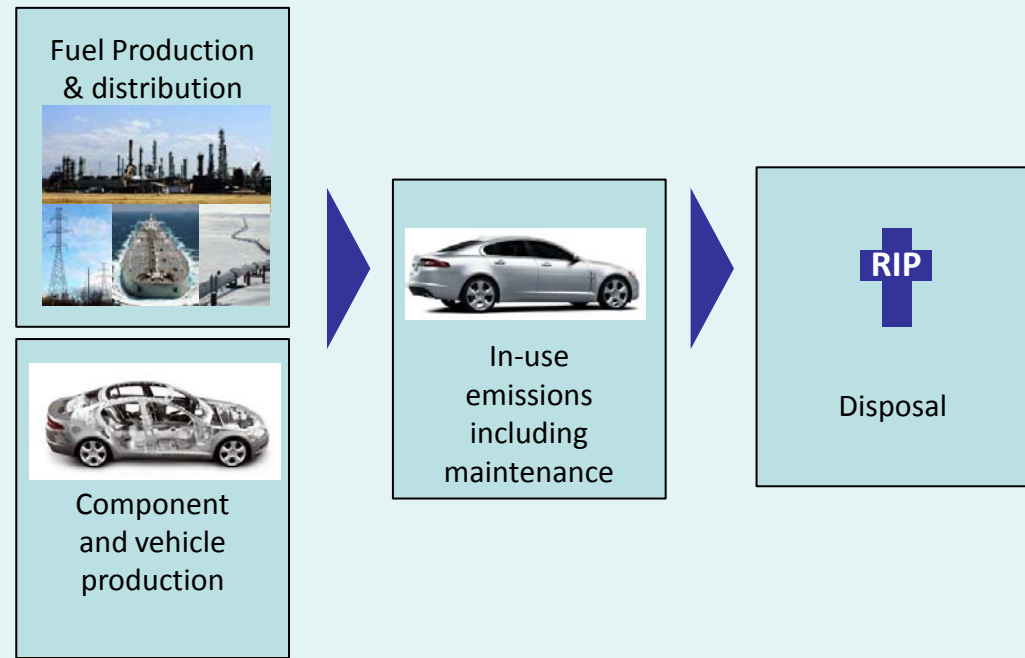 Fuel Production
& distribution
Component
and vehicle
production
In-use
emissions
including
maintenance
RIP
Disposal